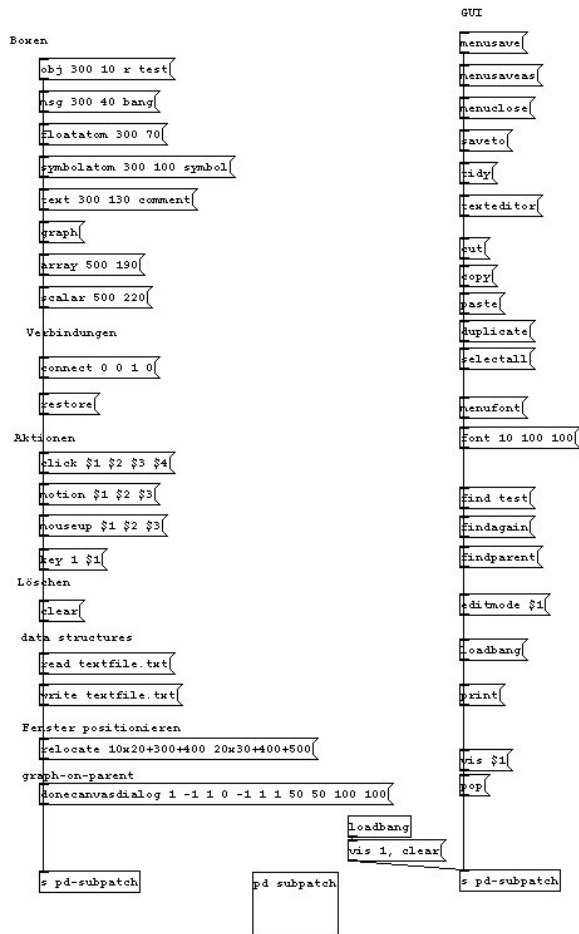 Boxen
obj 300 10 r test
msg 300 40 bang
floatatom 300 70
symbolatom 300 100 symbol
text 300 130 comment
graph
array 500 190
scalar 500 220
Verbindungen
connect 0 0 1 0
restore
Aktionen
click $1 $2 $3 $4
motion $1 $2 $3
mouseup $1 $2 $3
key 1 $1
Löschen
clear
data structures
read textfile.txt
write textfile.txt
Fenster positionieren
relocate 10x20+300+400 20x30+400+500
graph-on-parent
donecanvasdialog 1 -1 1 0 -1 1 1 50 50 100 100
s pd-subpatch
pd subpatch
loadbang
vis 1, clear
GUI
menusave
menusaveas
menuclose
saveto
tidy
texteditor
cut
copy
paste
duplicate
selectall
menufont
font 10 100 100
find test
findagain
findparent
editmode $1
loadbang
print
vis $1
pop
s pd-subpatch